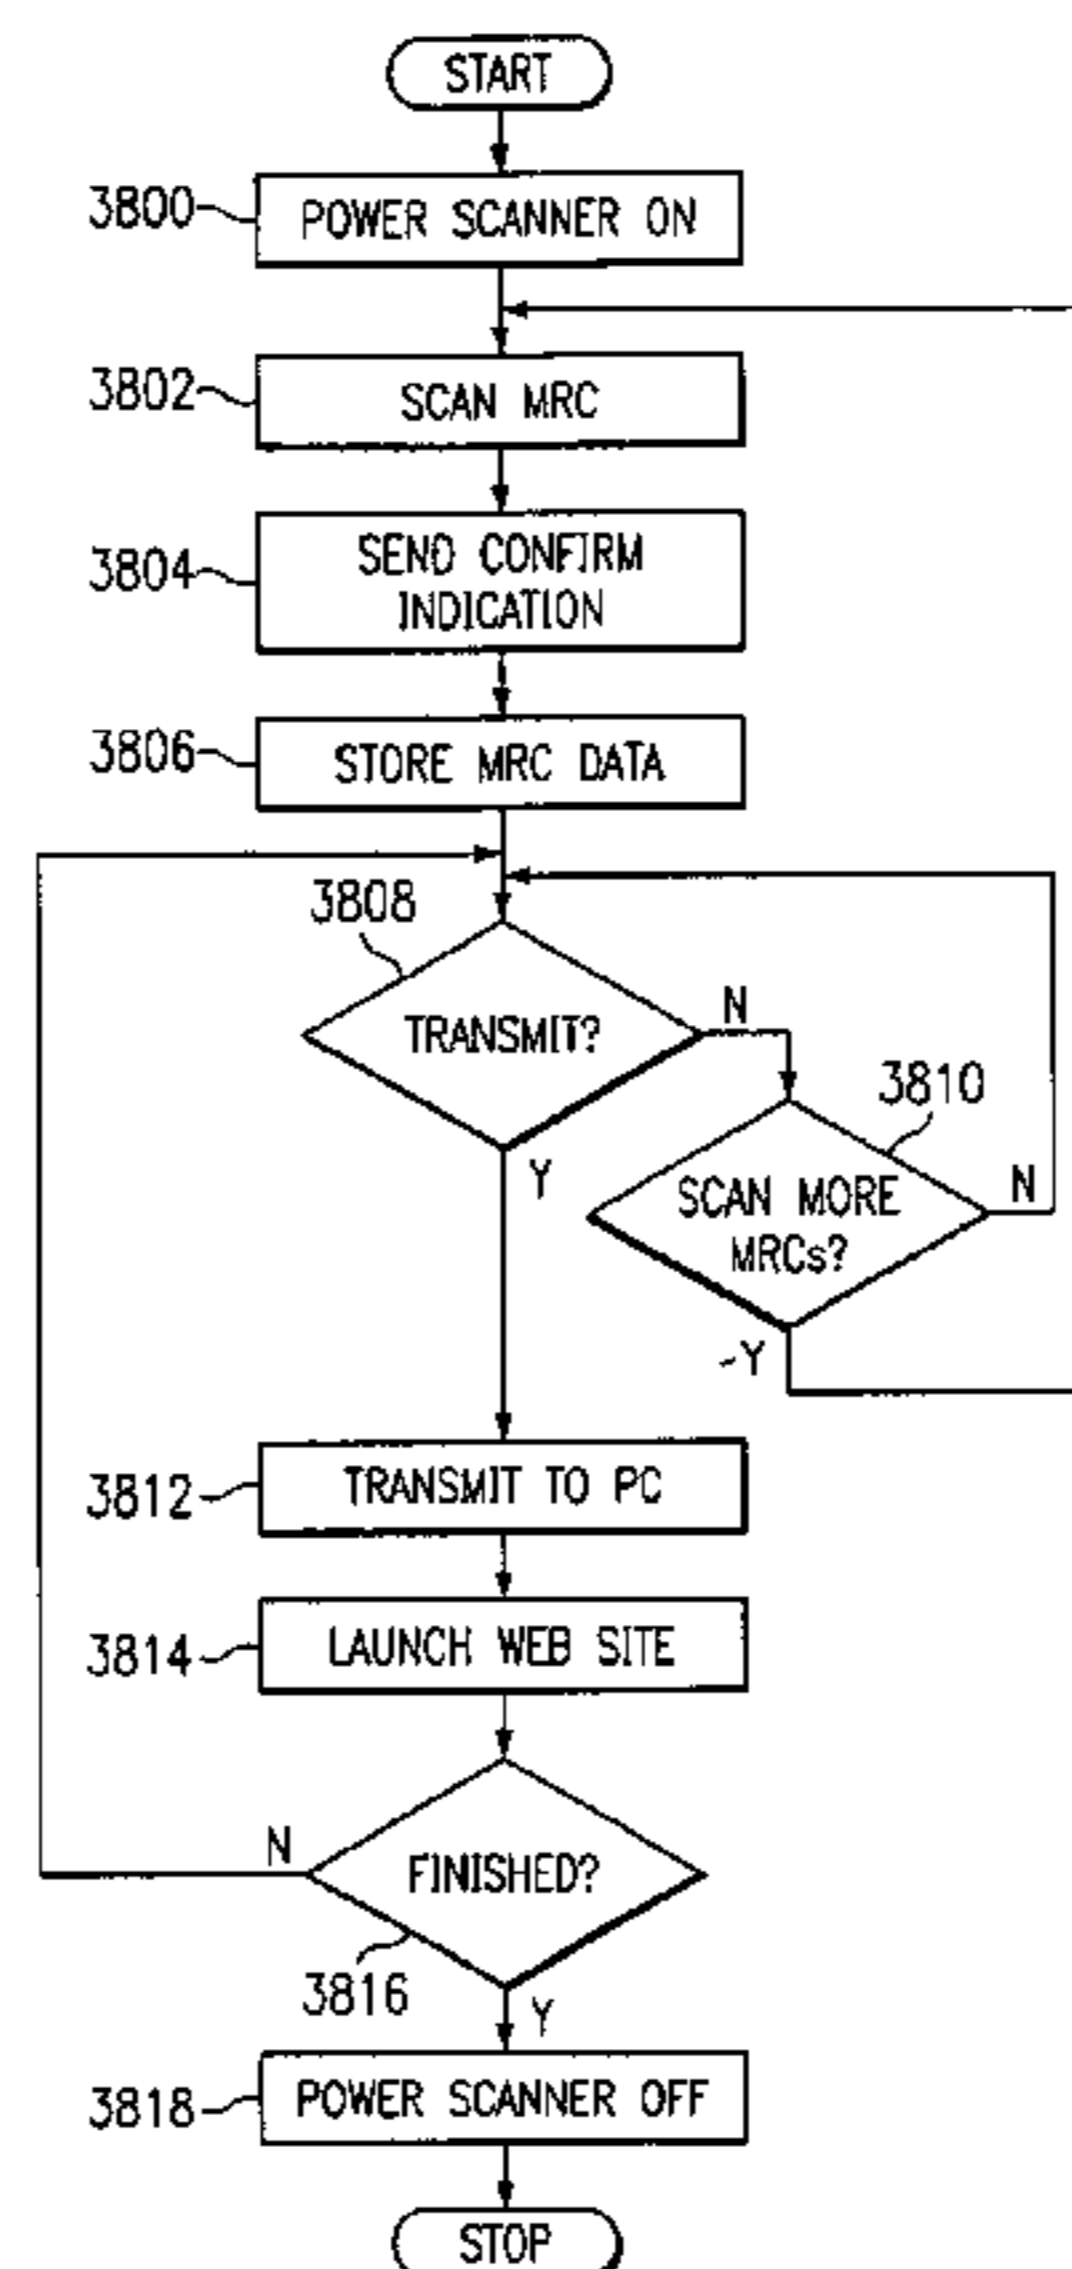 START
3800
POWER SCANNER ON
3802
SCAN MRC
3804
SEND CONFIRM
INDICATION
3806
STORE MRC DATA
3808
TRANSMIT?
N
Y
3810
SCAN MORE
MRCs?
N
Y
3812
TRANSMIT TO PC
3814
LAUNCH WEB SITE
N
FINISHED?
3816
Y
3818
POWER SCANNER OFF
STOP